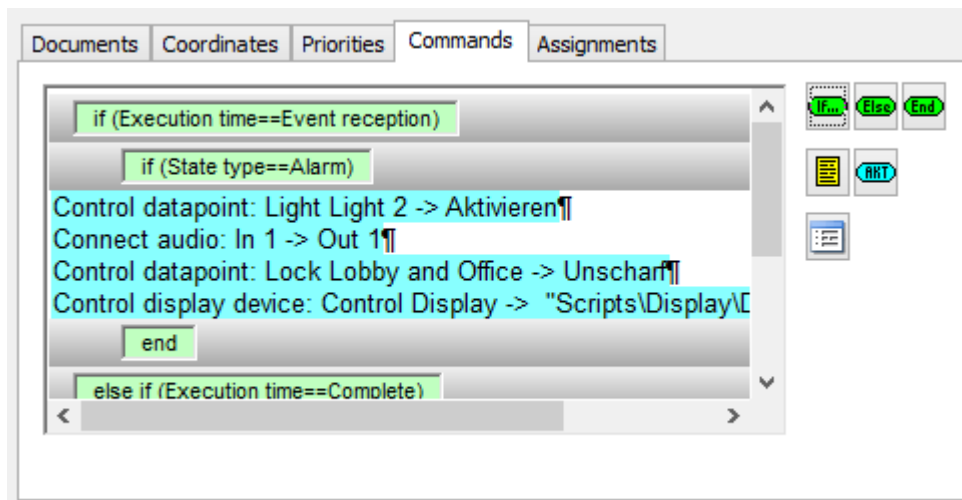 Documents Coordinates Priorities Commands Assignments
if (Execution time==Event reception)
If... Else End
if (State type==Alarm)
AKT
Control datapoint: Light Light 2 -> Aktivieren¶
Connect audio: In 1 -> Out 1¶
Control datapoint: Lock Lobby and Office -> Unscharf¶
Control display device: Control Display -> "Scripts\Display\D
end
else if (Execution time==Complete)